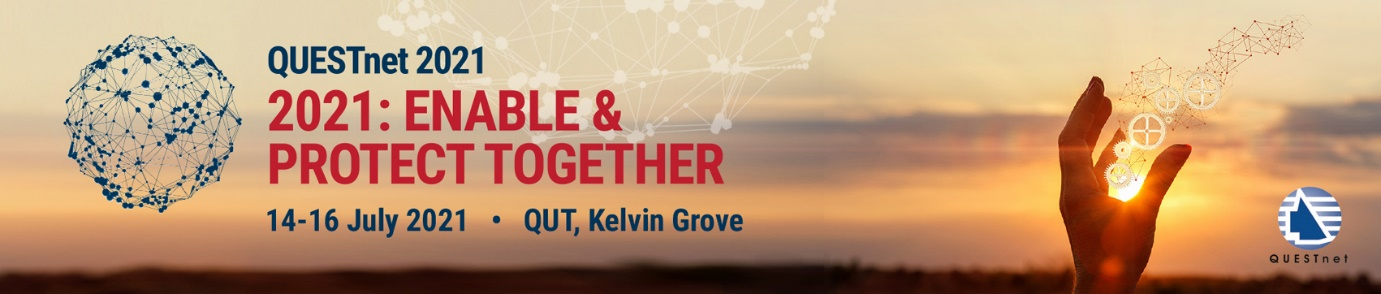 QUESTnet 2021
2021: ENABLE &
PROTECT TOGETHER
14-16 July 2021 • QUT, Kelvin Grove
QUESTnet